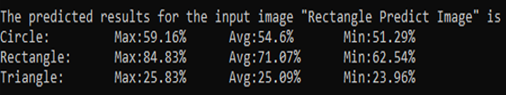 The predicted results for the input image "Rectangle Predict Image" is
Circle: Max:59.16% Avg:54.6% Min:51.29%
Rectangle: Max:84.83% Avg:71.07% Min:62.54%
Triangle: Max:25.83% Avg:25.09% Min:23.96%